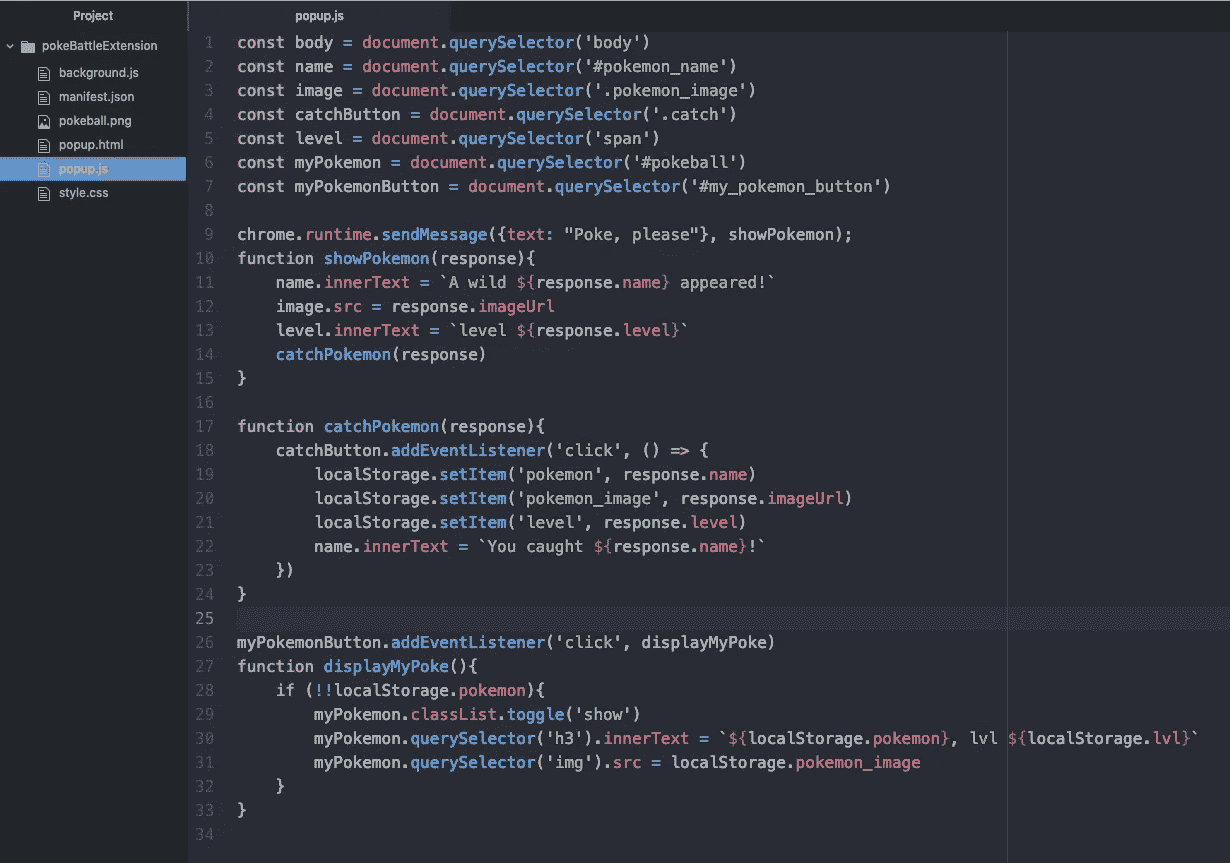 Project
pokeBattleExtension
background.js
manifest.json
pokeball.png
popup.html
popup.js
style.css
popup.js
1 const body = document.querySelector('body')
2 const name = document.querySelector('#pokemon_name')
3 const image = document.querySelector('.pokemon_image')
4 const catchButton = document.querySelector('.catch')
5 const level = document.querySelector('span')
6 const myPokemon = document.querySelector('#pokeball')
7 const myPokemonButton = document.querySelector('#my_pokemon_button')
8
9 chrome.runtime.sendMessage({text: "Poke, please"}, showPokemon);
10 function showPokemon(response){
11     name.innerText = `A wild ${response.name} appeared!`
12     image.src = response.imageUrl
13     level.innerText = `level ${response.level}`
14     catchPokemon(response)
15 }
16
17 function catchPokemon(response){
18     catchButton.addEventListener('click', () => {
19         localStorage.setItem('pokemon', response.name)
20         localStorage.setItem('pokemon_image', response.imageUrl)
21         localStorage.setItem('level', response.level)
22         name.innerText = `You caught ${response.name}!`
23     })
24 }
25
26 myPokemonButton.addEventListener('click', displayMyPoke)
27 function displayMyPoke(){
28     if (!!localStorage.pokemon){
29         myPokemon.classList.toggle('show')
30         myPokemon.querySelector('h3').innerText = `${localStorage.pokemon}, lvl ${localStorage.lvl}`
31         myPokemon.querySelector('img').src = localStorage.pokemon_image
32     }
33 }
34